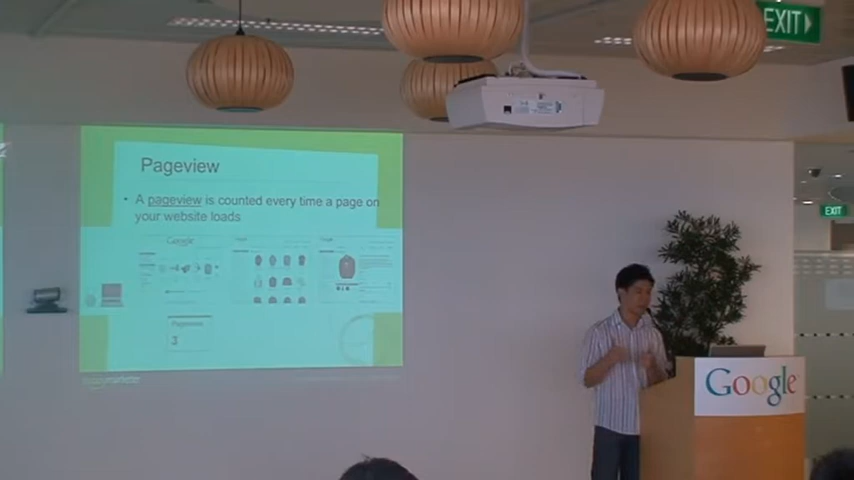 EXIT
Pageview
• A pageview is counted every time a page on
your website loads
Google
Pageviews
3
EXIT
Google